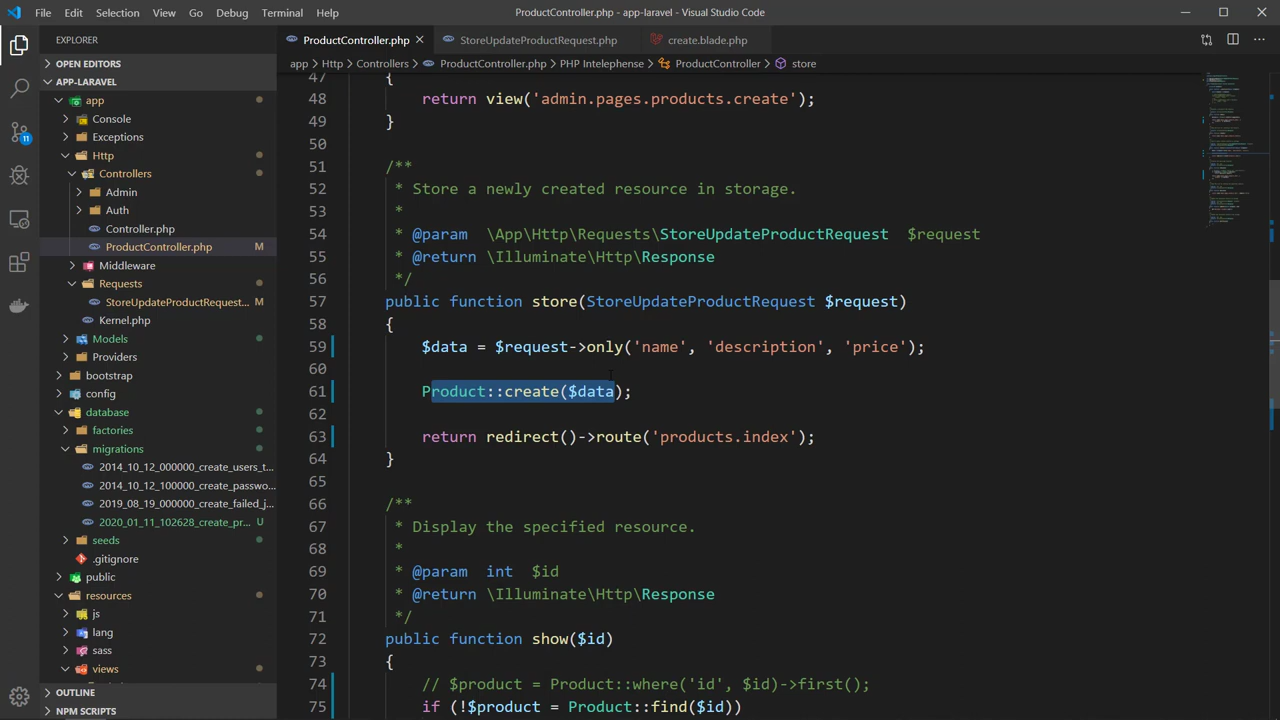 File Edit Selection View Go Debug Terminal Help
ProductController.php - app-laravel - Visual Studio Code
EXPLORER
OPEN EDITORS
APP-LARAVEL
app
Console
Exceptions
Http
Controllers
Admin
Auth
Controller.php
ProductController.php M
Middleware
Requests
StoreUpdateProductRequest... M
Kernel.php
Models
Providers
bootstrap
config
database
factories
migrations
2014_10_12_000000_create_users_t...
2014_10_12_100000_create_passwo...
2019_08_19_000000_create_failed_j...
2020_01_11_102628_create_pr... U
seeds
.gitignore
public
resources
js
lang
sass
views
OUTLINE
NPM SCRIPTS
11
ProductController.php StoreUpdateProductRequest.php create.blade.php
app Http Controllers ProductController.php PHP Intelephense ProductController store
47 {
48 return view('admin.pages.products.create');
49 }
50
51 /**
52 * Store a newly created resource in storage.
53 *
54 * @param \App\Http\Requests\StoreUpdateProductRequest $request
55 * @return \Illuminate\Http\Response
56 */
57 public function store(StoreUpdateProductRequest $request)
58 {
59 $data = $request->only('name', 'description', 'price');
60
61 Product::create($data);
62
63 return redirect()->route('products.index');
64 }
65
66 /**
67 * Display the specified resource.
68 *
69 * @param int $id
70 * @return \Illuminate\Http\Response
71 */
72 public function show($id)
73 {
74 // $product = Product::where('id', $id)->first();
75 if (!$product = Product::find($id))